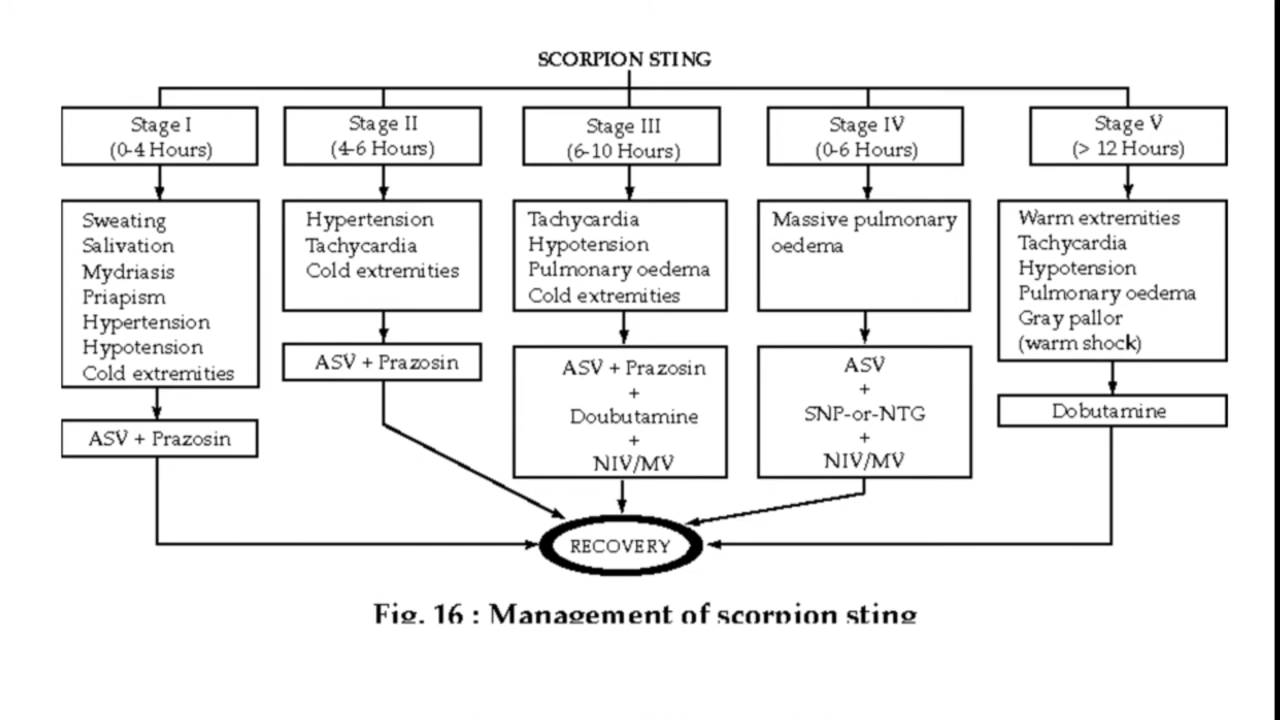 SCORPION STING
Stage I
(0-4 Hours)
Sweating
Salivation
Mydriasis
Priapism
Hypertension
Hypotension
Cold extremities
ASV + Prazosin
Stage II
(4-6 Hours)
Hypertension
Tachycardia
Cold extremities
ASV + Prazosin
Stage III
(6-10 Hours)
Tachycardia
Hypotension
Pulmonary oedema
Cold extremities
ASV + Prazosin
+
Doubutamine
+
NIV/MV
Stage IV
(0-6 Hours)
Massive pulmonary
oedema
ASV
+
SNP-or-NTG
+
NIV/MV
Stage V
(> 12 Hours)
Warm extremities
Tachycardia
Hypotension
Pulmonary oedema
Gray pallor
(warm shock)
Dobutamine
RECOVERY
Fig. 16 : Management of scorpion sting